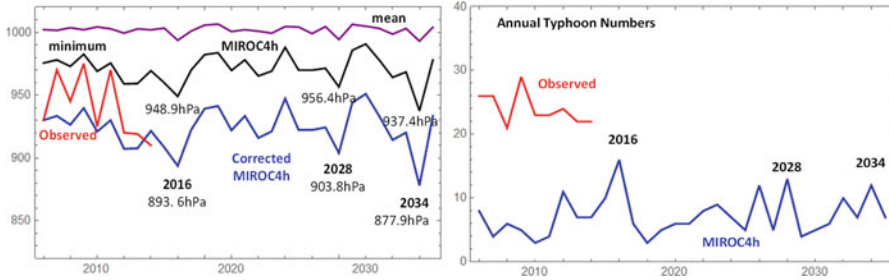 mean
1000
minimum
MIROC4h
950
948.9hPa
956.4hPa
937.4hPa
Observed
900
Corrected
MIROC4h
2016
893. 6hPa
2028
903.8hPa
2034
877.9hPa
850
2010
2020
2030
40
Annual Typhoon Numbers
30
Observed
20
2016
2028
2034
10
MIROC4h
0
2010
2020
2030